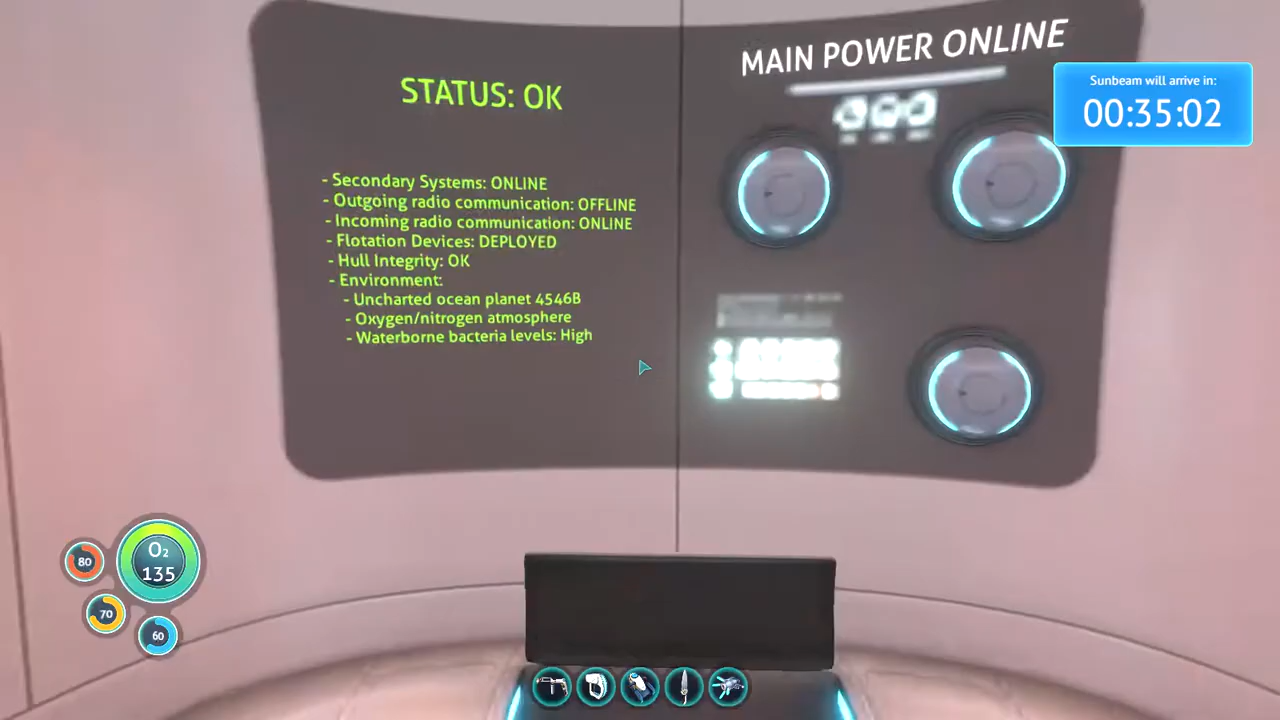 MAIN POWER ONLINE
Sunbeam will arrive in:
00:35:02
STATUS: OK
- Secondary Systems: ONLINE
- Outgoing radio communication: OFFLINE
- Incoming radio communication: ONLINE
- Flotation Devices: DEPLOYED
- Hull Integrity: OK
- Environment:
- Uncharted ocean planet 4546B
- Oxygen/nitrogen atmosphere
- Waterborne bacteria levels: High
O₂
135
80
70
60